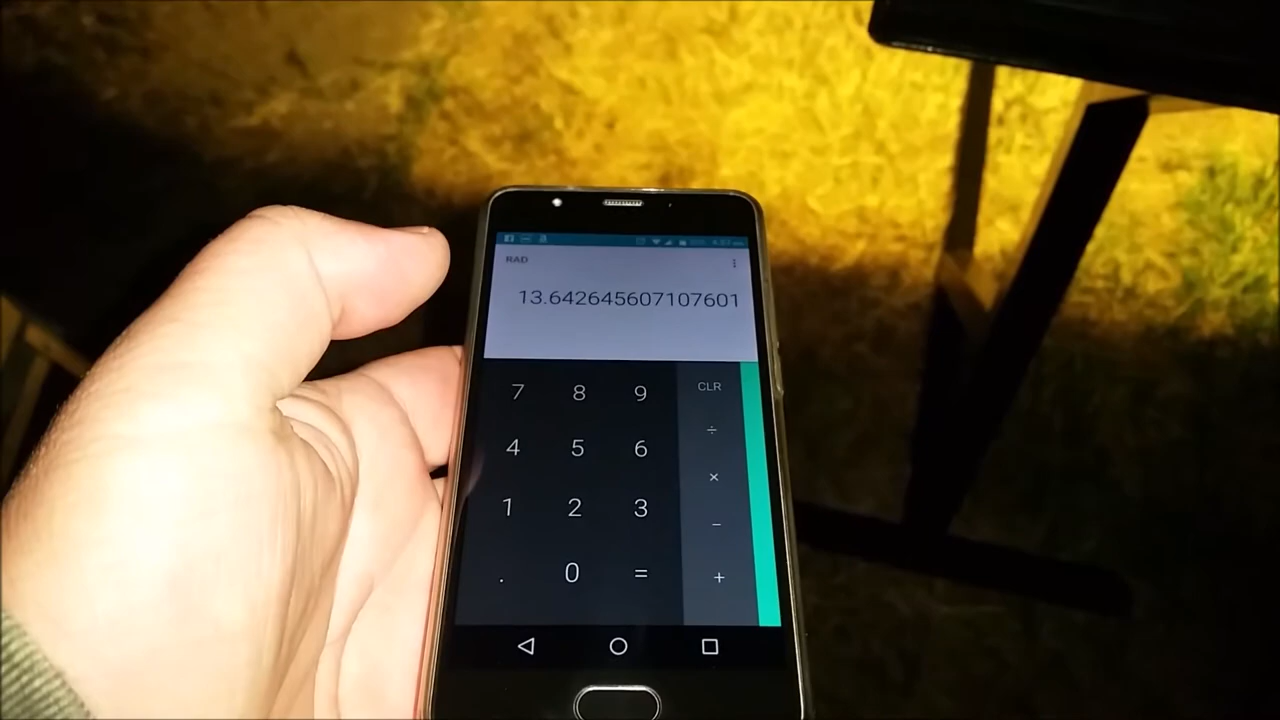 RAD
13.642645607107601
7 8 9 CLR
÷
4 5 6
×
1 2 3
−
. 0 =
+